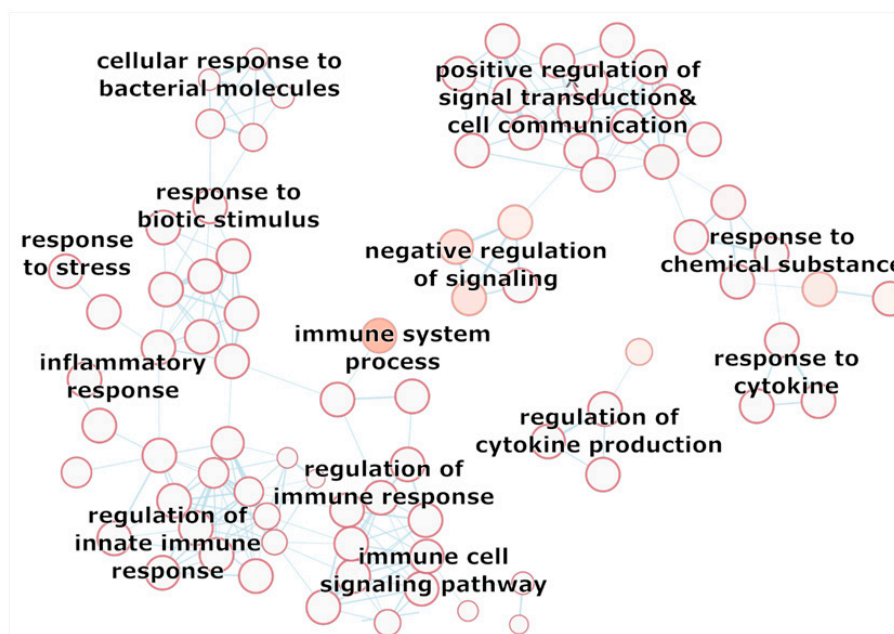 cellular response to
bacterial molecules
positive regulation of
signal transduction&
cell communication
response to
biotic stimulus
response
to stress
negative regulation
of signaling
response to
chemical substance
immune system
process
inflammatory
response
response to
cytokine
regulation of
cytokine production
regulation of
immune response
regulation of
innate immune
response
immune cell
signaling pathway